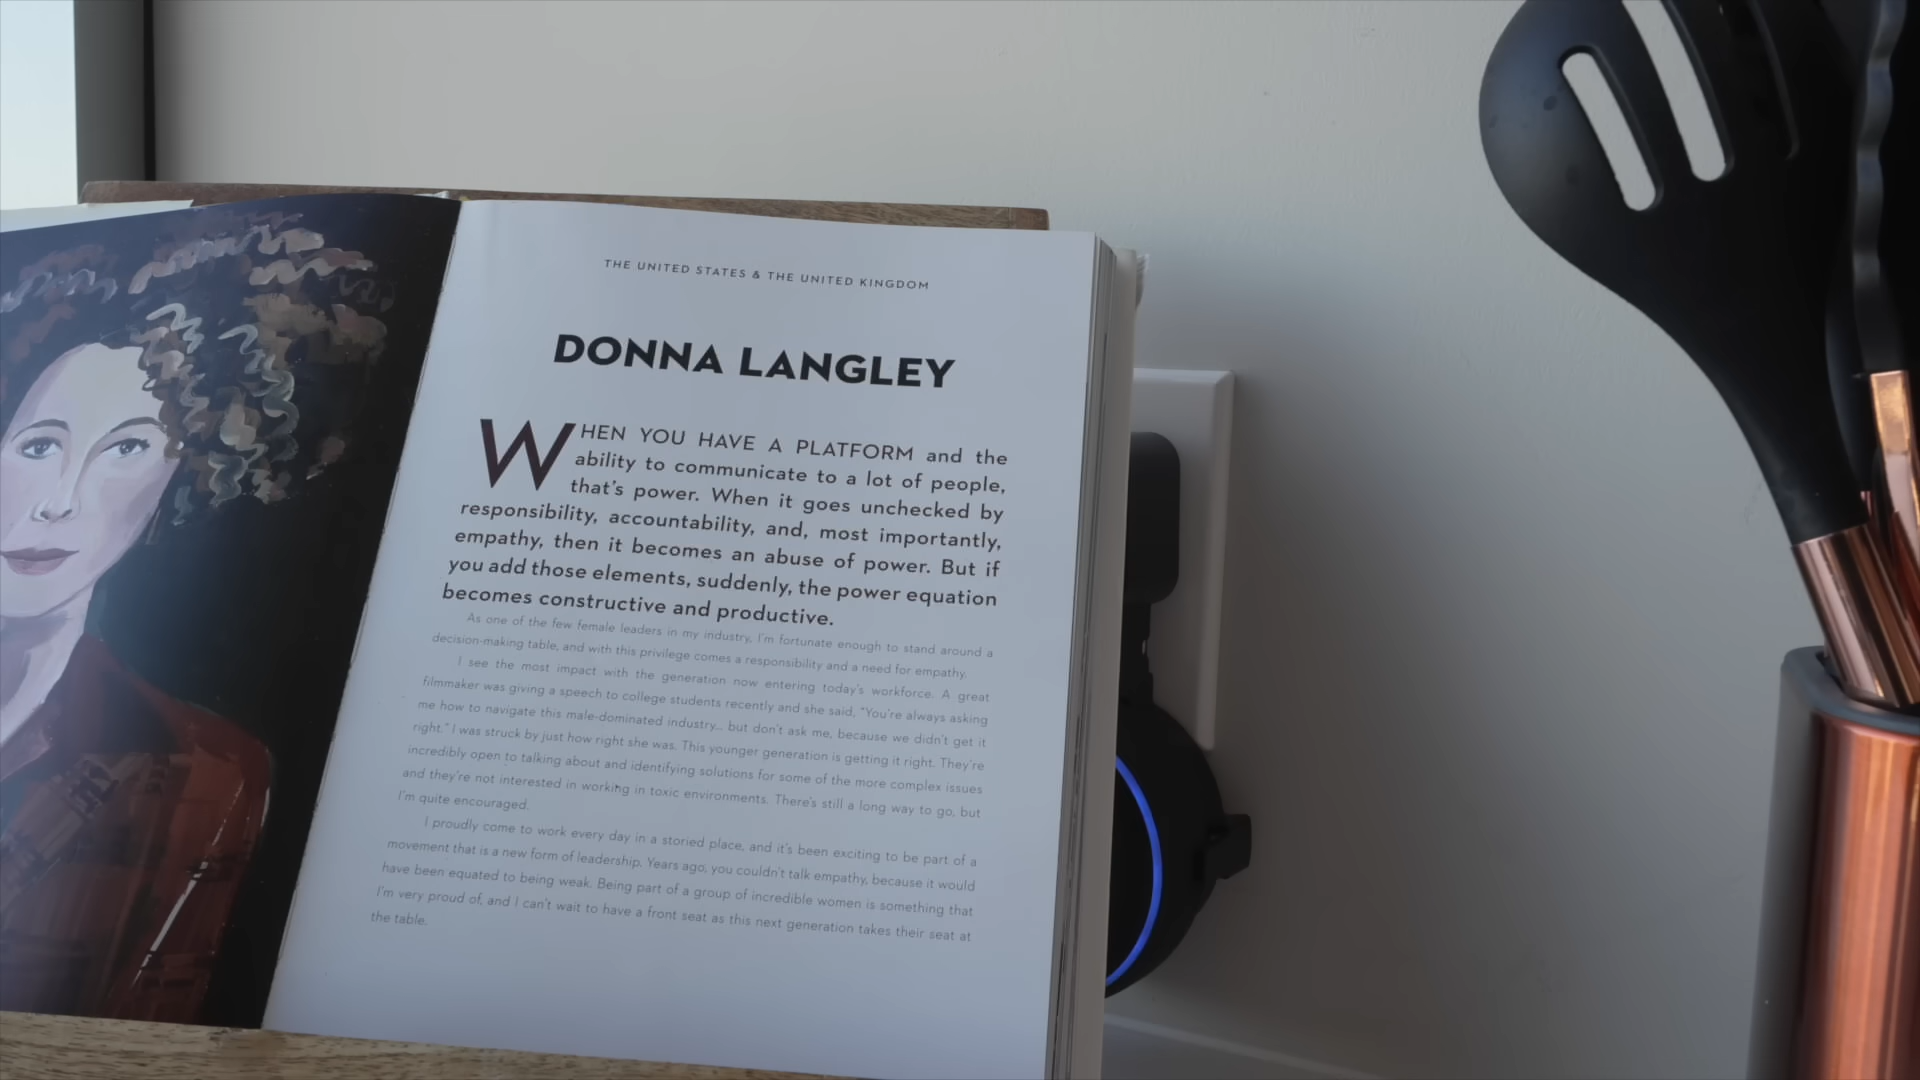 THE UNITED STATES & THE UNITED KINGDOM
DONNA LANGLEY
WHEN YOU HAVE A PLATFORM and the
ability to communicate to a lot of people,
that's power. When it goes unchecked by
responsibility, accountability, and, most importantly,
empathy, then it becomes an abuse of power. But if
you add those elements, suddenly, the power equation
becomes constructive and productive.
As one of the few female leaders in my industry, I'm fortunate enough to stand around a
decision-making table, and with this privilege comes a responsibility and a need for empathy.
I see the most impact with the generation now entering today's workforce. A great
filmmaker was giving a speech to college students recently and she said, "You're always asking
me how to navigate this male-dominated industry... but don't ask me, because we didn't get it
right." I was struck by just how right she was. This younger generation is getting it right. They're
incredibly open to talking about and identifying solutions for some of the more complex issues
and they're not interested in working in toxic environments. There's still a long way to go, but
I'm quite encouraged.
I proudly come to work every day in a storied place, and it's been exciting to be part of a
movement that is a new form of leadership. Years ago, you couldn't talk empathy, because it would
have been equated to being weak. Being part of a group of incredible women is something that
I'm very proud of, and I can't wait to have a front seat as this next generation takes their seat at
the table.